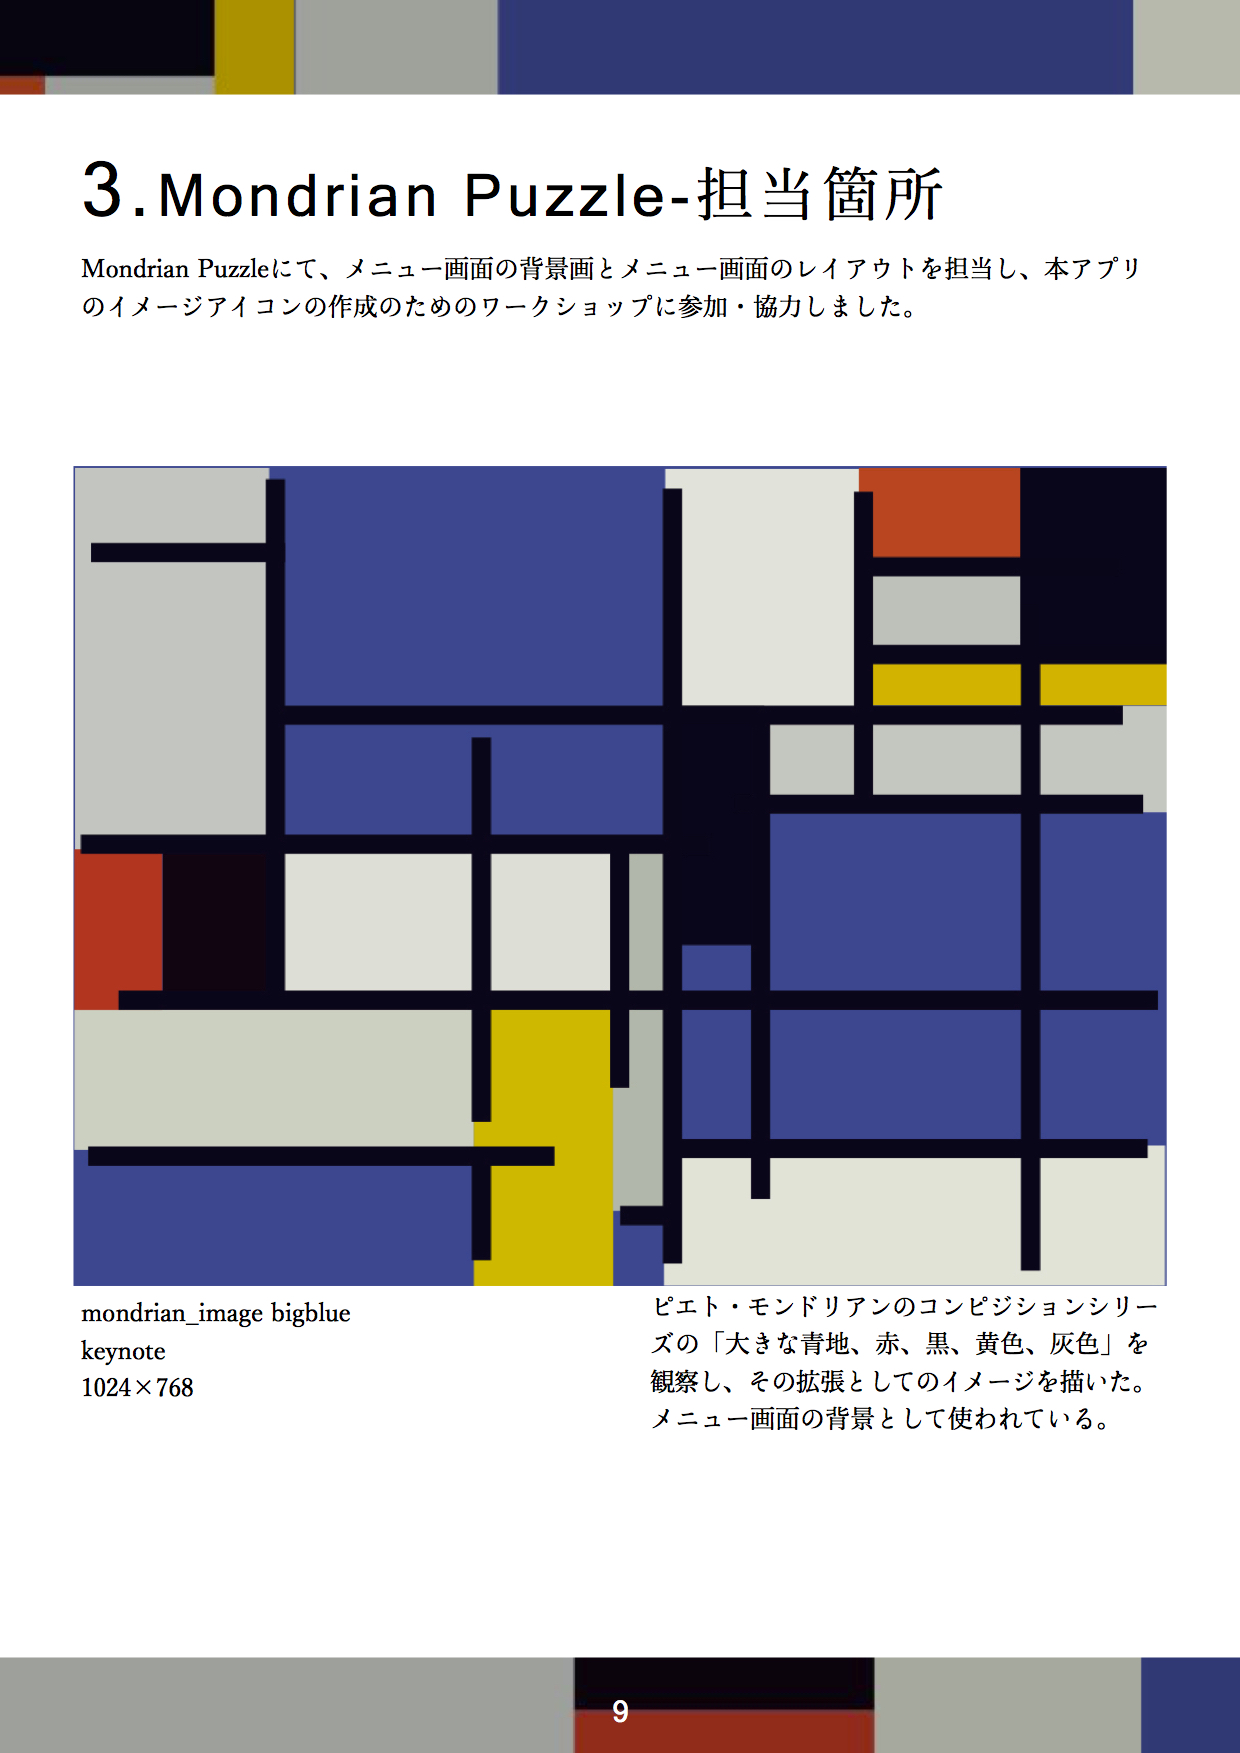 3.Mondrian Puzzle-担当箇所
Mondrian Puzzleにて、メニュー画面の背景画とメニュー画面のレイアウトを担当し、本アプリ
のイメージアイコンの作成のためのワークショップに参加・協力しました。
mondrian_image bigblue
keynote
1024×768
ピエト・モンドリアンのコンピジションシリー
ズの「大きな青地、赤、黒、黄色、灰色」を
観察し、その拡張としてのイメージを描いた。
メニュー画面の背景として使われている。
9